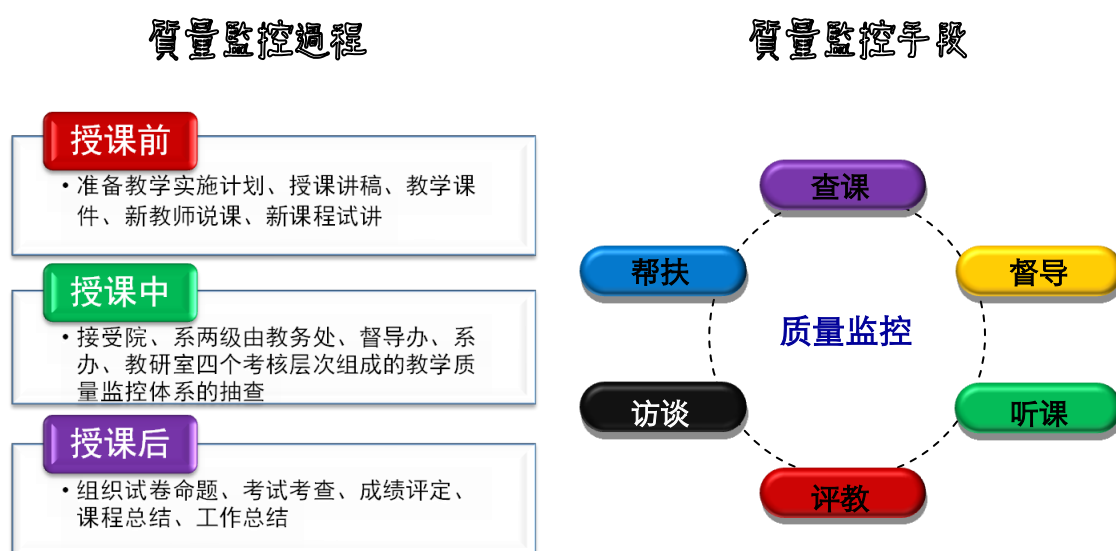 質量監控過程
授课前
•准备教学实施计划、授课讲稿、教学课
件、新教师说课、新课程试讲
授课中
•接受院、系两级由教务处、督导办、系
办、教研室四个考核层次组成的教学质
量监控体系的抽查
授课后
•组织试卷命题、考试考查、成绩评定、
课程总结、工作总结
質量監控手段
查课
督导
听课
评教
访谈
帮扶
质量监控